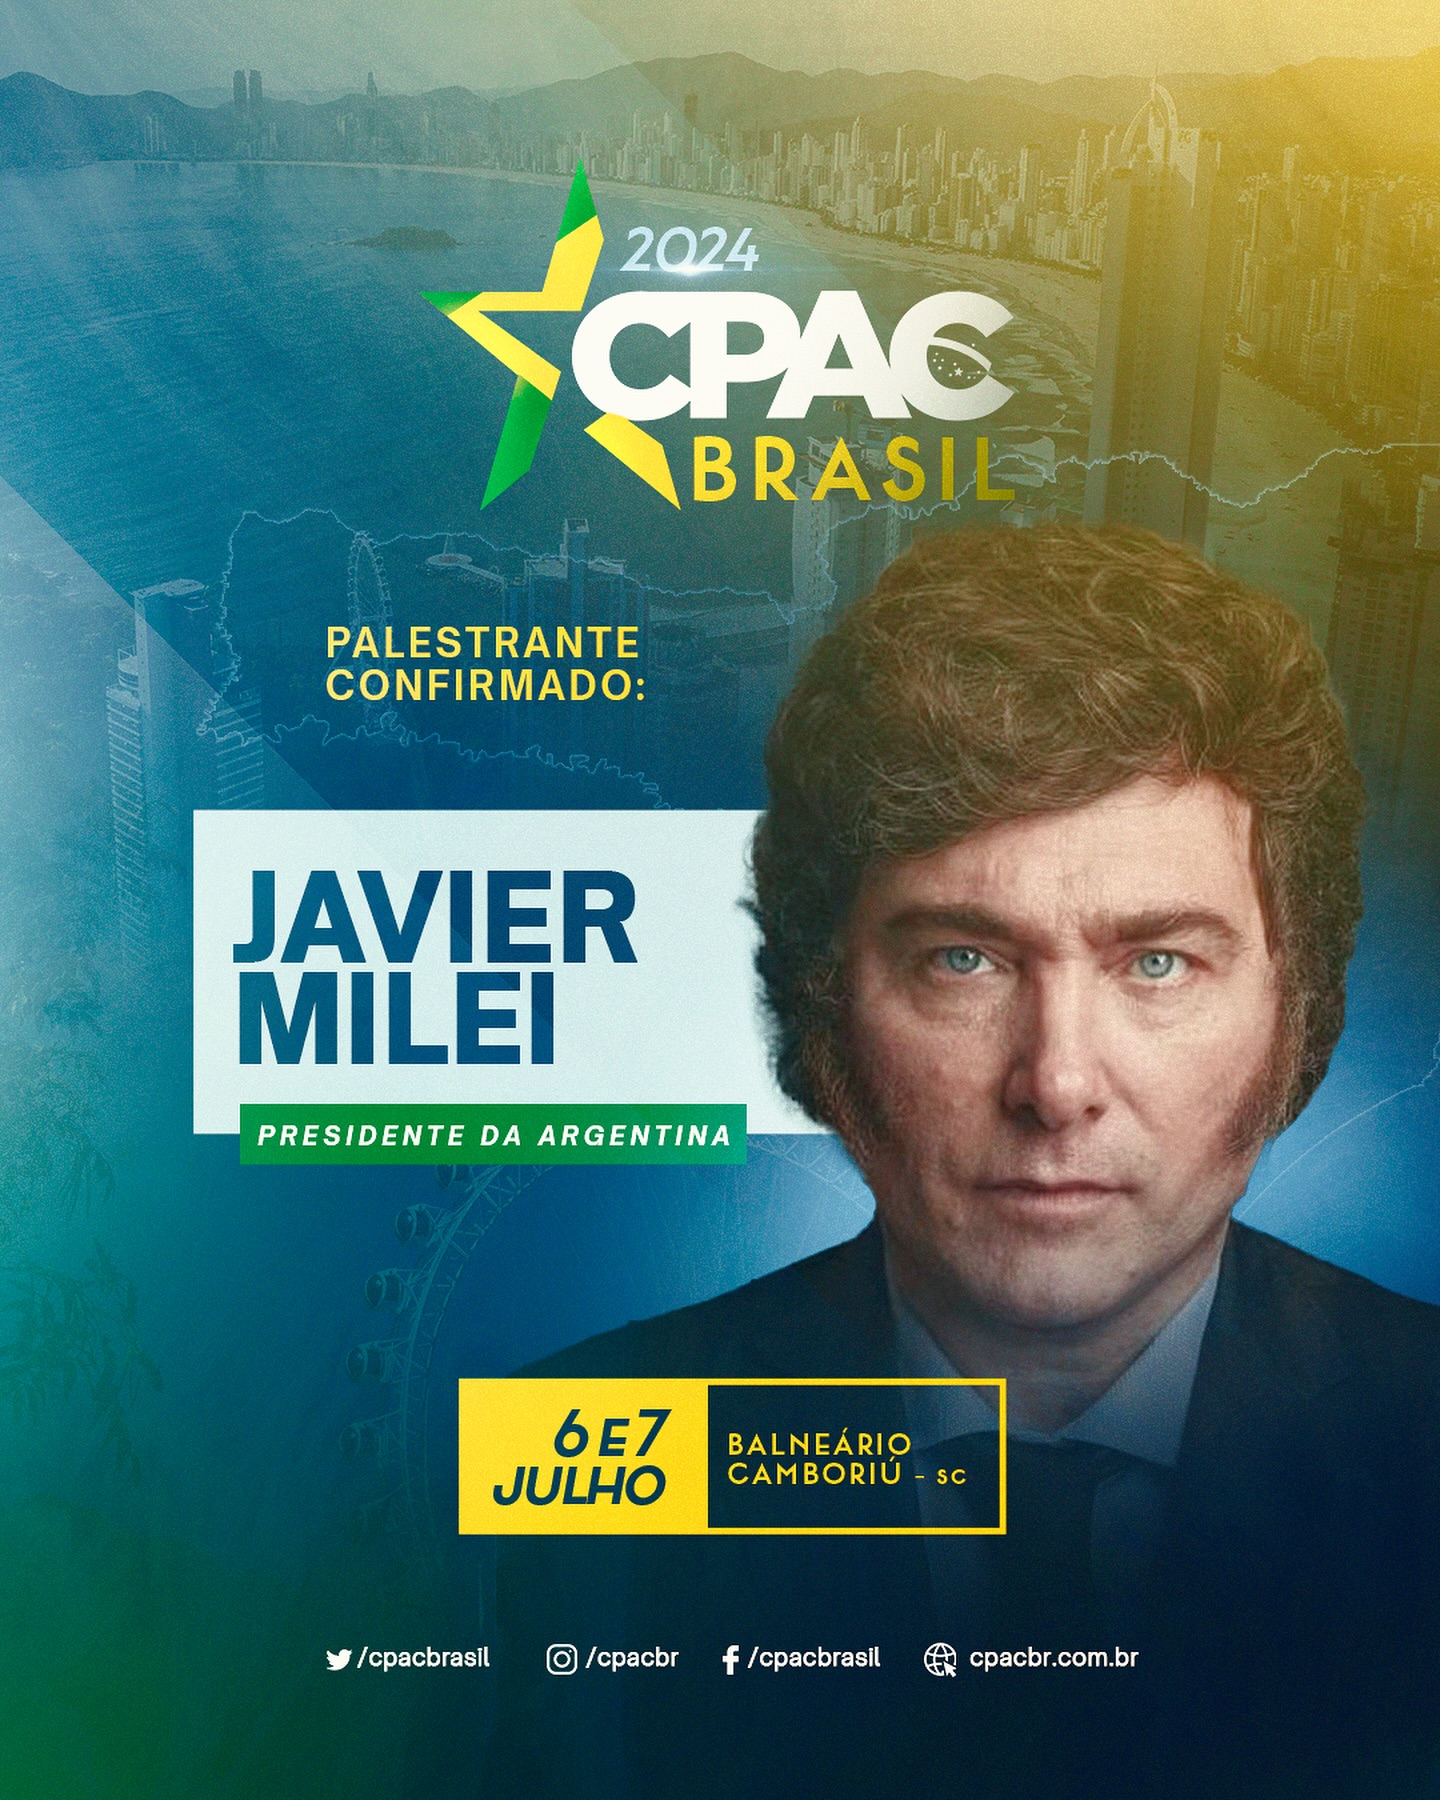 2024
CPAC
BRASIL
PALESTRANTE
CONFIRMADO:
JAVIER
MILEI
PRESIDENTE DA ARGENTINA
6 E 7
JULHO
BALNEÁRIO
CAMBORIÚ - SC
/cpacbrasil /cpacbr /cpacbrasil cpacbr.com.br